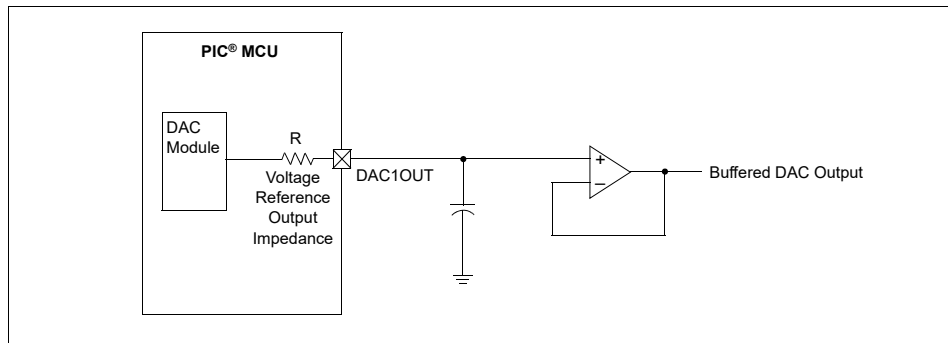 PIC® MCU
DAC
Module
R
Voltage
Reference
Output
Impedance
DAC1OUT
+
–
Buffered DAC Output